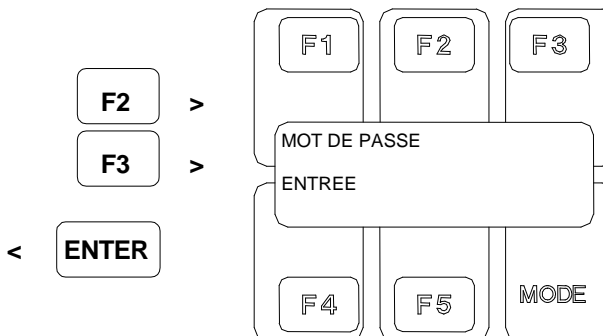 F2 >
F3 >
< ENTER
F1 F2 F3
MOT DE PASSE
ENTREE
F4 F5 MODE